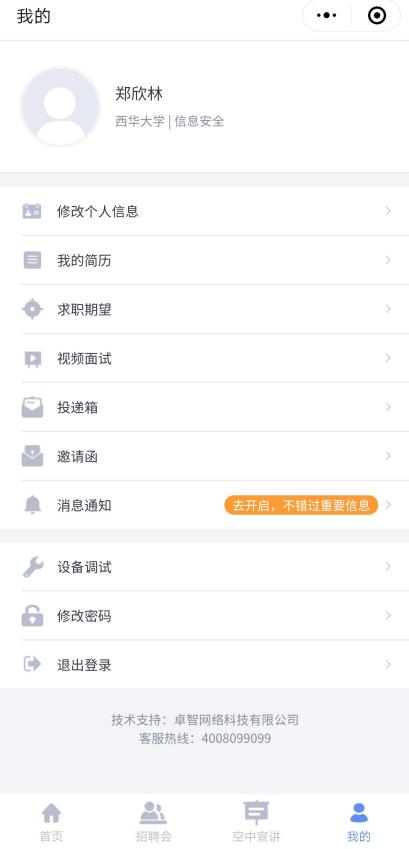 我的
郑欣林
西华大学 | 信息安全
修改个人信息
我的简历
求职期望
视频面试
投递箱
邀请函
消息通知 去开启，不错过重要信息
设备调试
修改密码
退出登录
技术支持：卓智网络科技有限公司
客服热线：4008099099
首页 招聘会 空中宣讲 我的